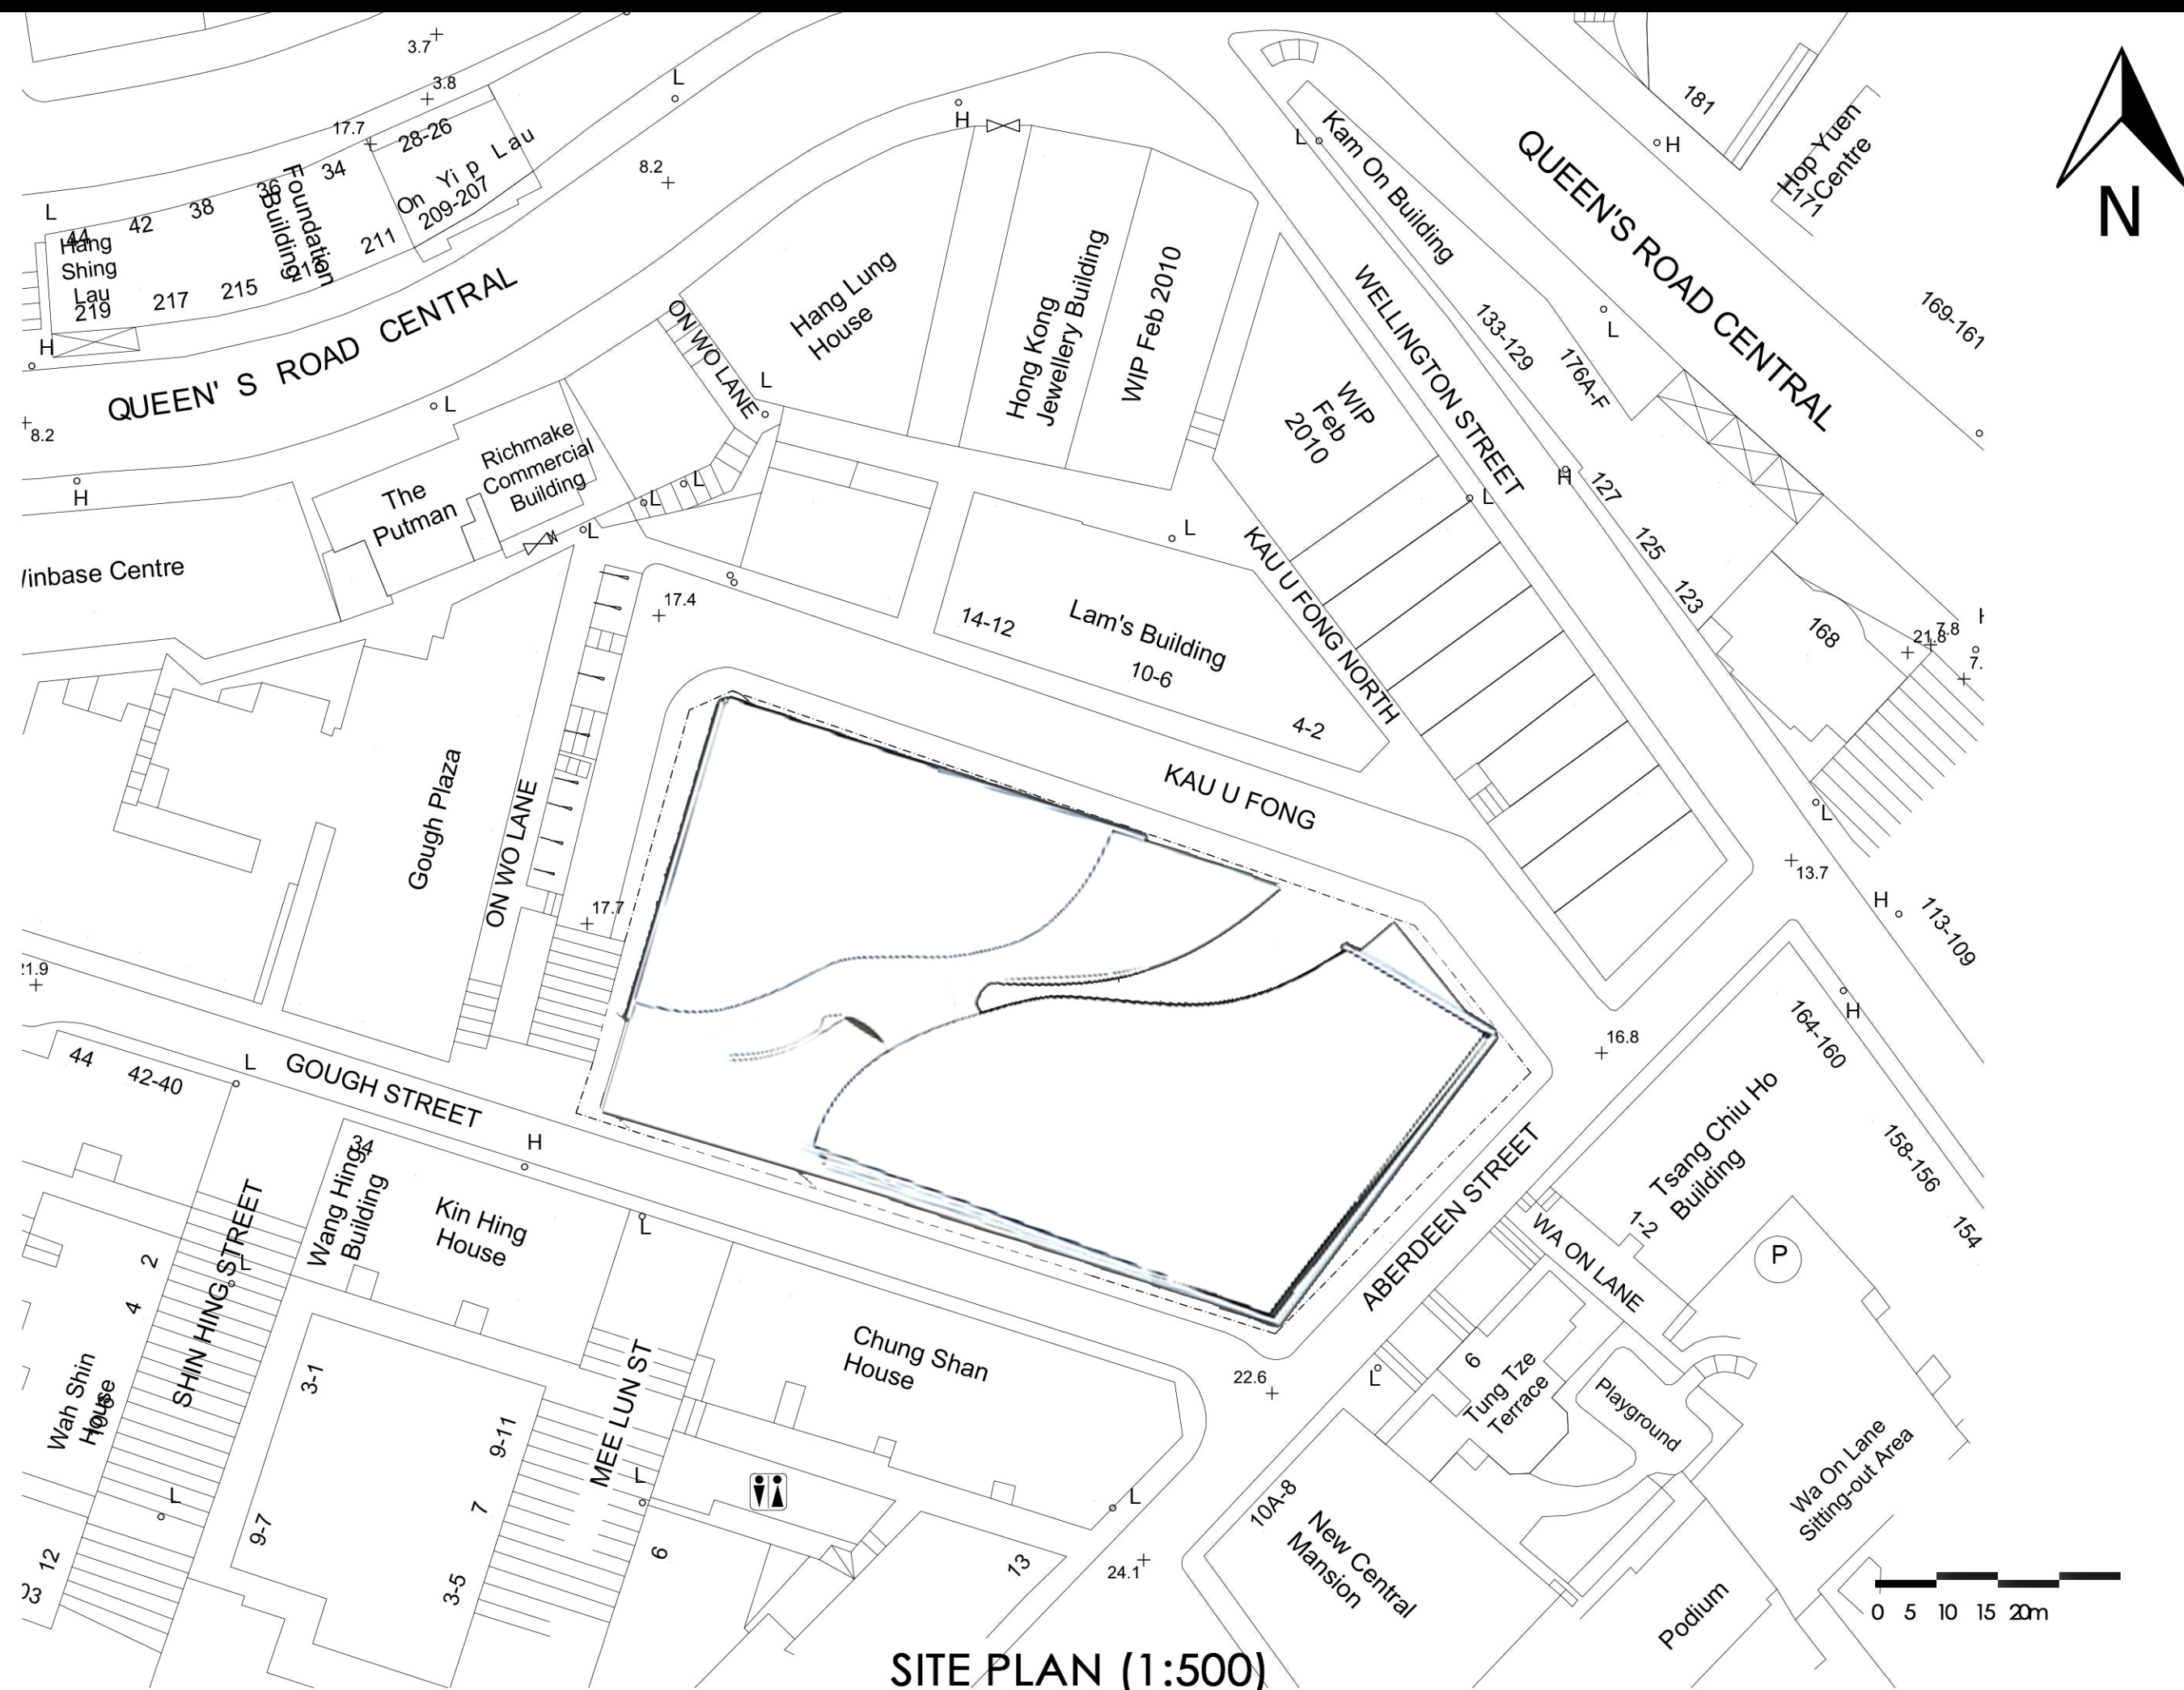 3.7
3.8
17.7
28-26
L
H
8.2
181
Hop Yuen
Centre
171
N
On Yip Lau
209-207
34
36
Foundation
Building
38
42
44
Hang
Shing
Lau
219
217
215
211
L
H
8.2
H
QUEEN' S ROAD CENTRAL
L
ON WO LANE
L
Hang Lung
House
Hong Kong
Jewellery Building
WIP Feb 2010
WIP
Feb
2010
L
Kam On Building
WELLINGTON STREET
QUEEN'S ROAD CENTRAL
H
133-129
176A-F
L
169-161
The
Putman
Richmake
Commercial
Building
L
L
L
H
L
127
125
123
168
21.8
7.8
7.
L
17.4
14-12
Lam's Building
10-6
4-2
KAU U FONG NORTH
KAU U FONG
Gough Plaza
ON WO LANE
17.7
13.7
L
H
113-109
H
16.8
164-160
158-156
154
Tsang Chiu Ho
Building
1-2
WA ON LANE
P
44
42-40
L
GOUGH STREET
H
34
Wang Hing
Building
Kin Hing
House
L
SHIN HING STREET
L
2
4
Wah Shin
House
12
L
3-1
9-7
9-11
7
3-5
MEE LUN ST
L
6
Chung Shan
House
L
13
24.1
22.6
ABERDEEN STREET
L
6
Tung Tze
Terrace
Playground
10A-8
New Central
Mansion
Wa On Lane
Sitting-out Area
Podium
0 5 10 15 20m
SITE PLAN (1:500)